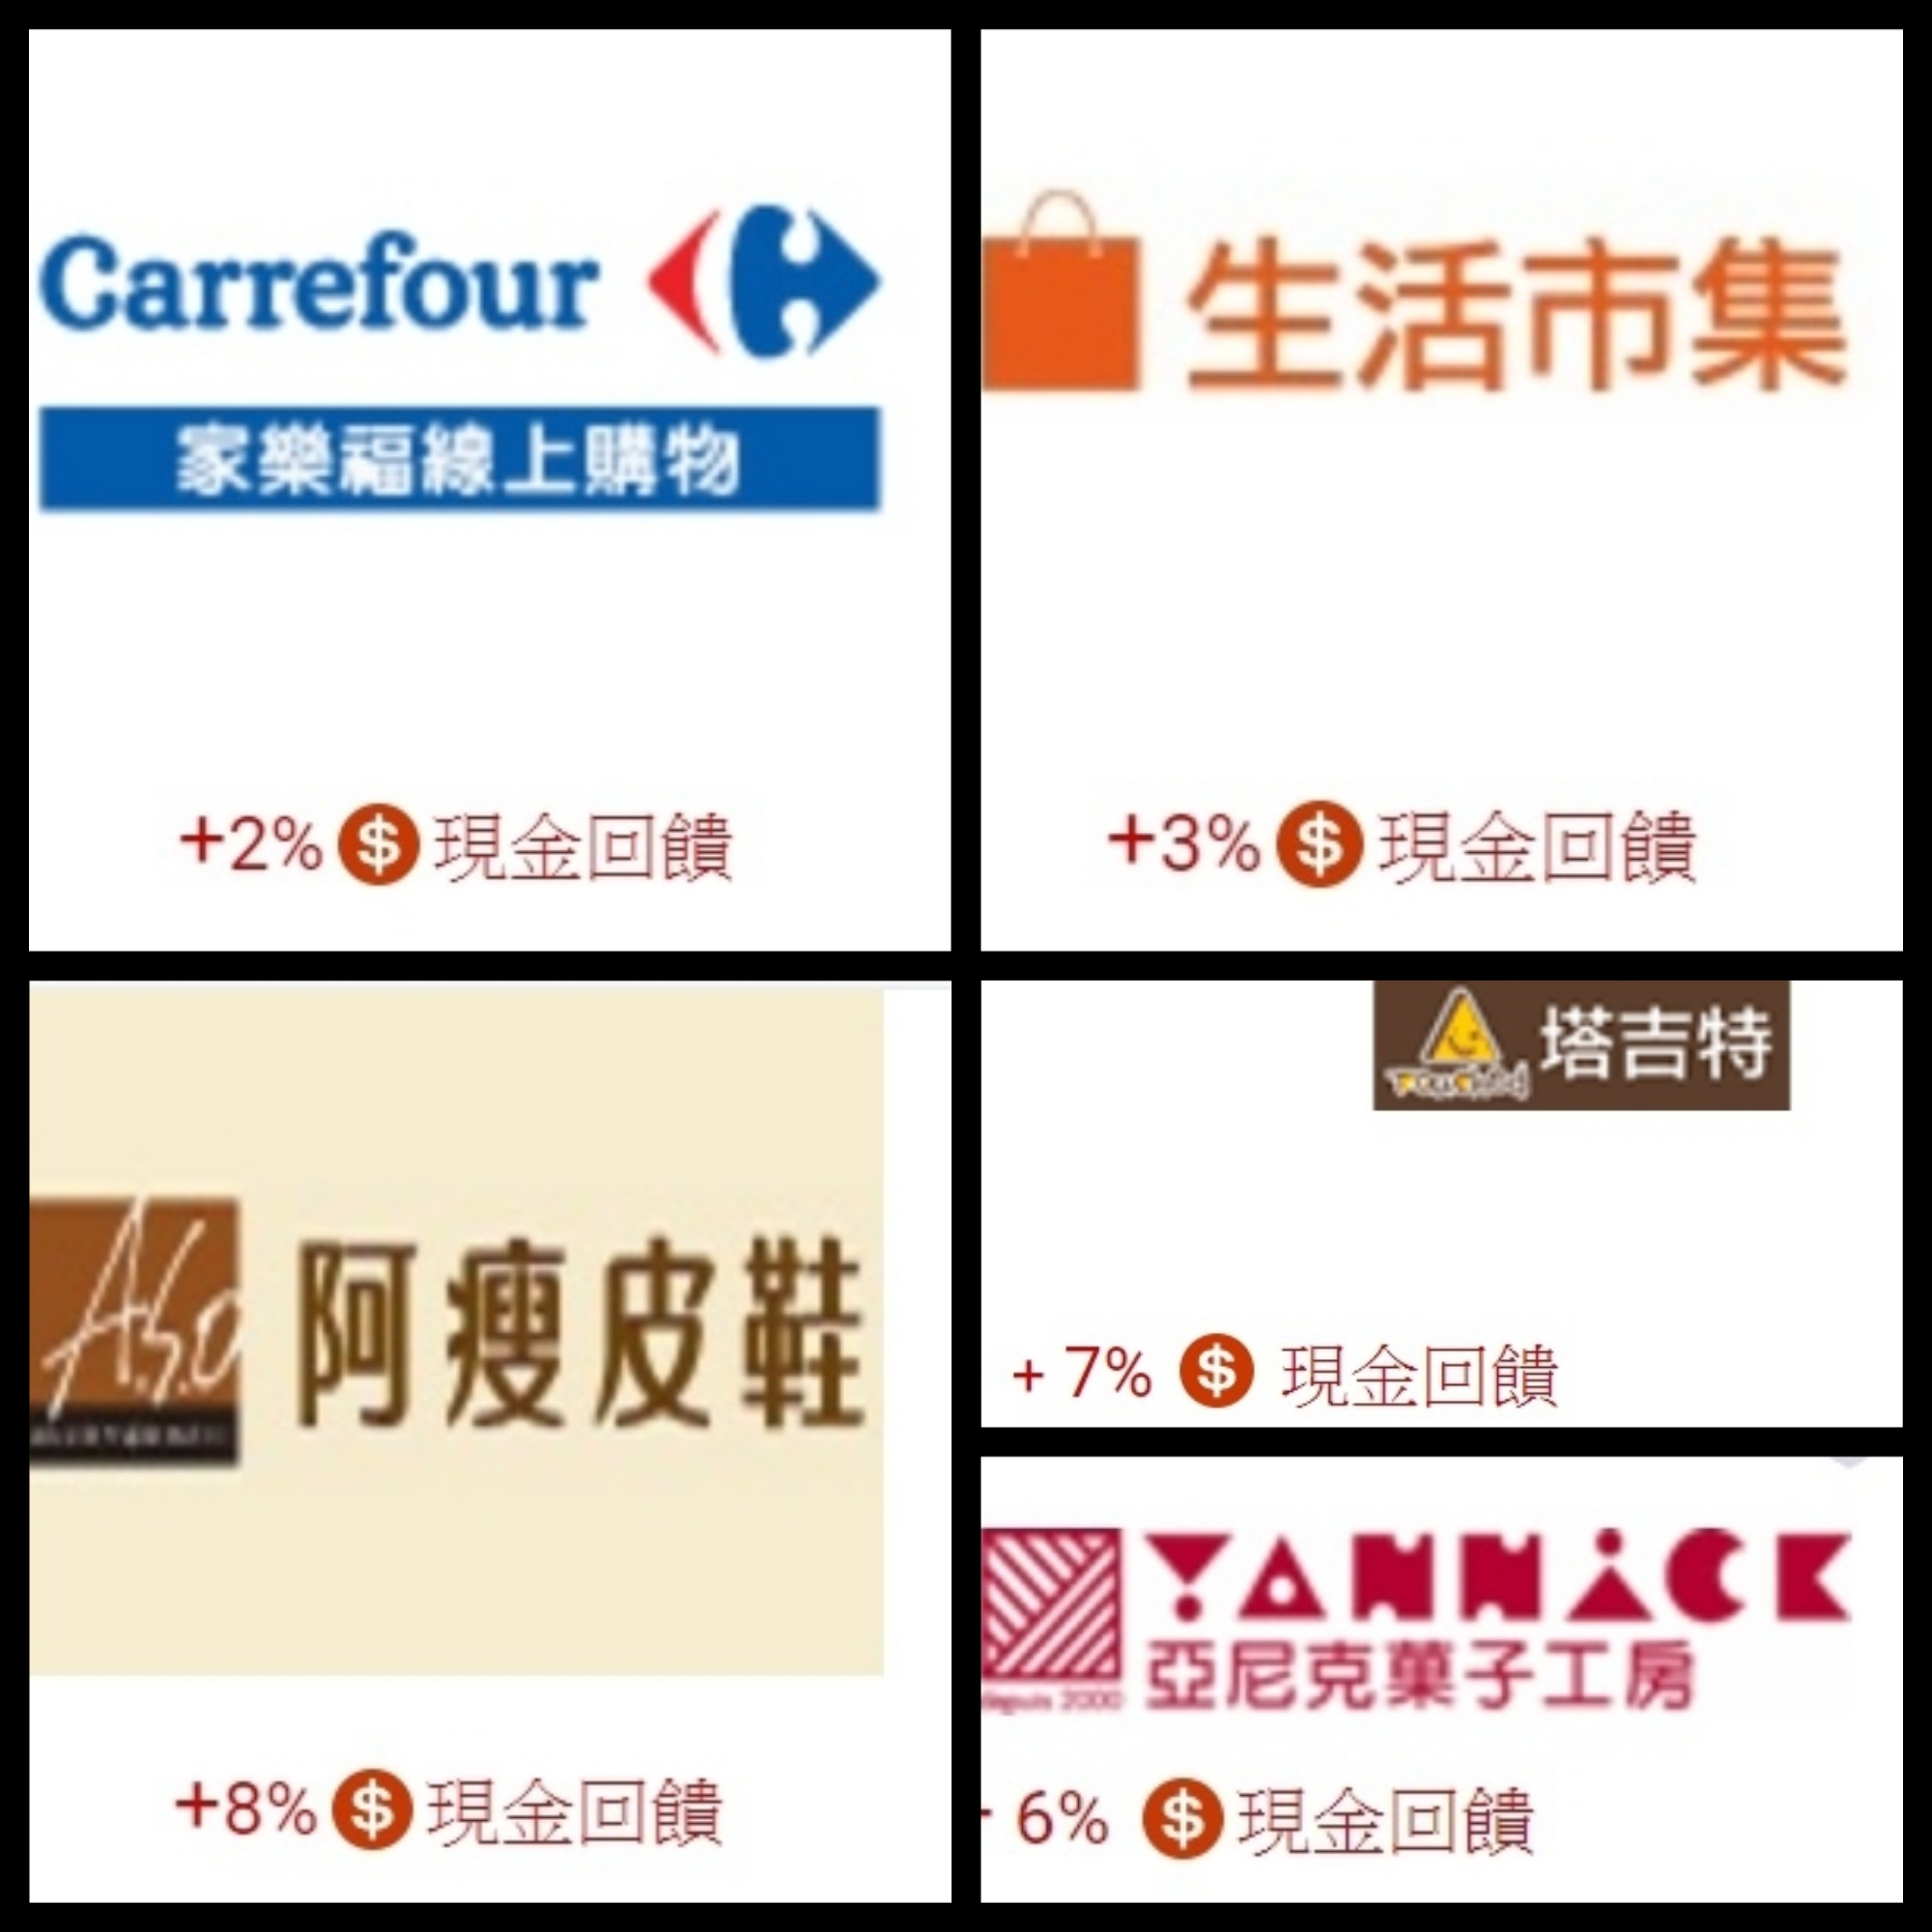 Carrefour
家樂福線上購物
+2% $ 現金回饋
生活市集
+3% $ 現金回饋
A.S.O
阿瘦皮鞋
+8% $ 現金回饋
塔吉特
+ 7% $ 現金回饋
YANNICK
亞尼克菓子工房
depuis 2000
6% $ 現金回饋